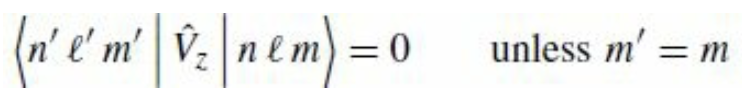 ⟨n′ ℓ′ m′ | V̂_z | n ℓ m⟩ = 0 unless m′ = m